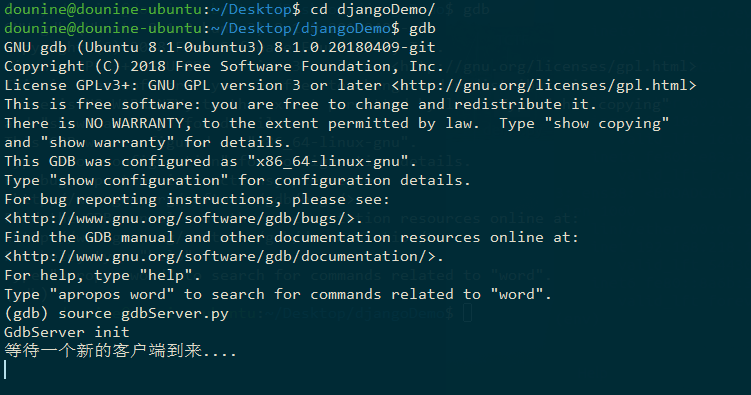 dounine@dounine-ubuntu:~/Desktop$ cd djangoDemo/
dounine@dounine-ubuntu:~/Desktop/djangoDemo$ gdb
GNU gdb (Ubuntu 8.1-0ubuntu3) 8.1.0.20180409-git
Copyright (C) 2018 Free Software Foundation, Inc.
License GPLv3+: GNU GPL version 3 or later <http://gnu.org/licenses/gpl.html>
This is free software: you are free to change and redistribute it.
There is NO WARRANTY, to the extent permitted by law.  Type "show copying"
and "show warranty" for details.
This GDB was configured as "x86_64-linux-gnu".
Type "show configuration" for configuration details.
For bug reporting instructions, please see:
<http://www.gnu.org/software/gdb/bugs/>.
Find the GDB manual and other documentation resources online at:
<http://www.gnu.org/software/gdb/documentation/>.
For help, type "help".
Type "apropos word" to search for commands related to "word".
(gdb) source gdbServer.py
GdbServer init
等待一个新的客户端到来....